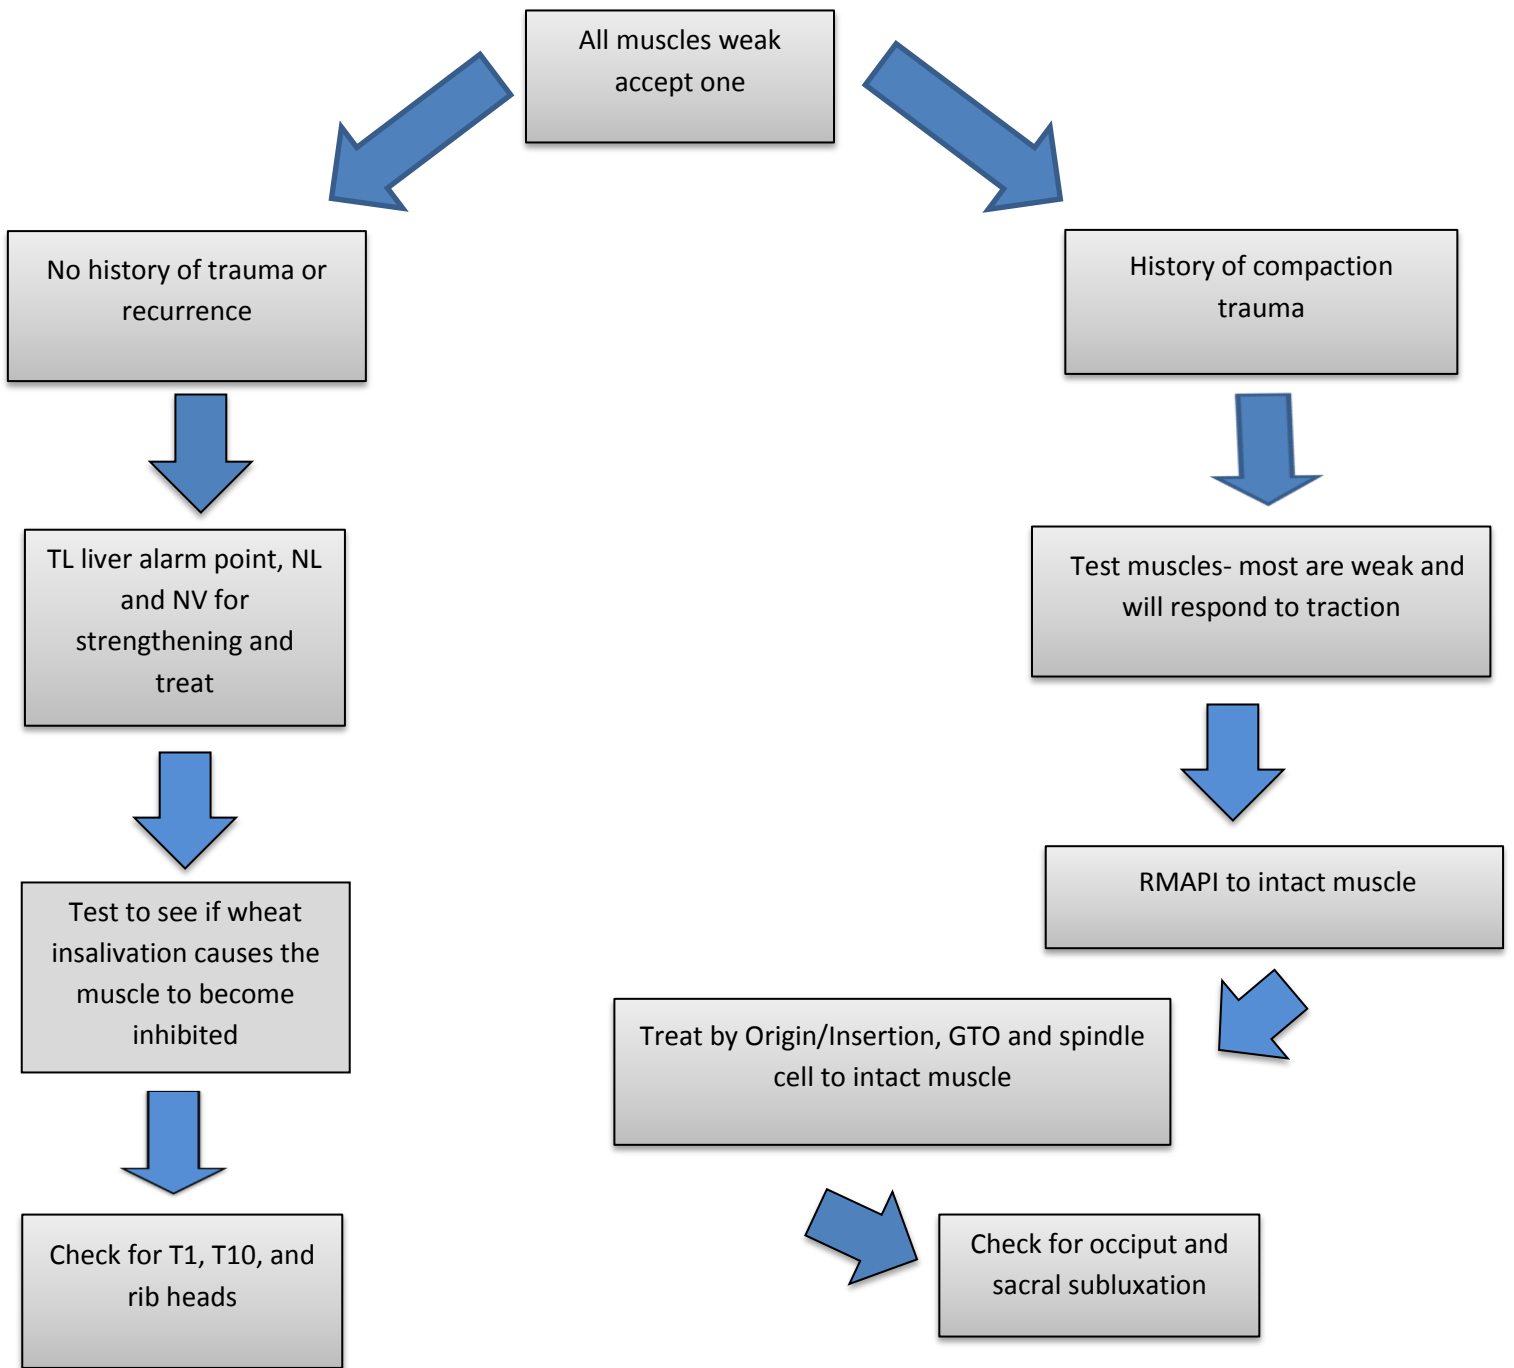 All muscles weak
accept one
No history of trauma or
recurrence
History of compaction
trauma
TL liver alarm point, NL
and NV for
strengthening and
treat
Test muscles- most are weak and
will respond to traction
RMAPI to intact muscle
Test to see if wheat
insalivation causes the
muscle to become
inhibited
Treat by Origin/Insertion, GTO and spindle
cell to intact muscle
Check for T1, T10, and
rib heads
Check for occiput and
sacral subluxation